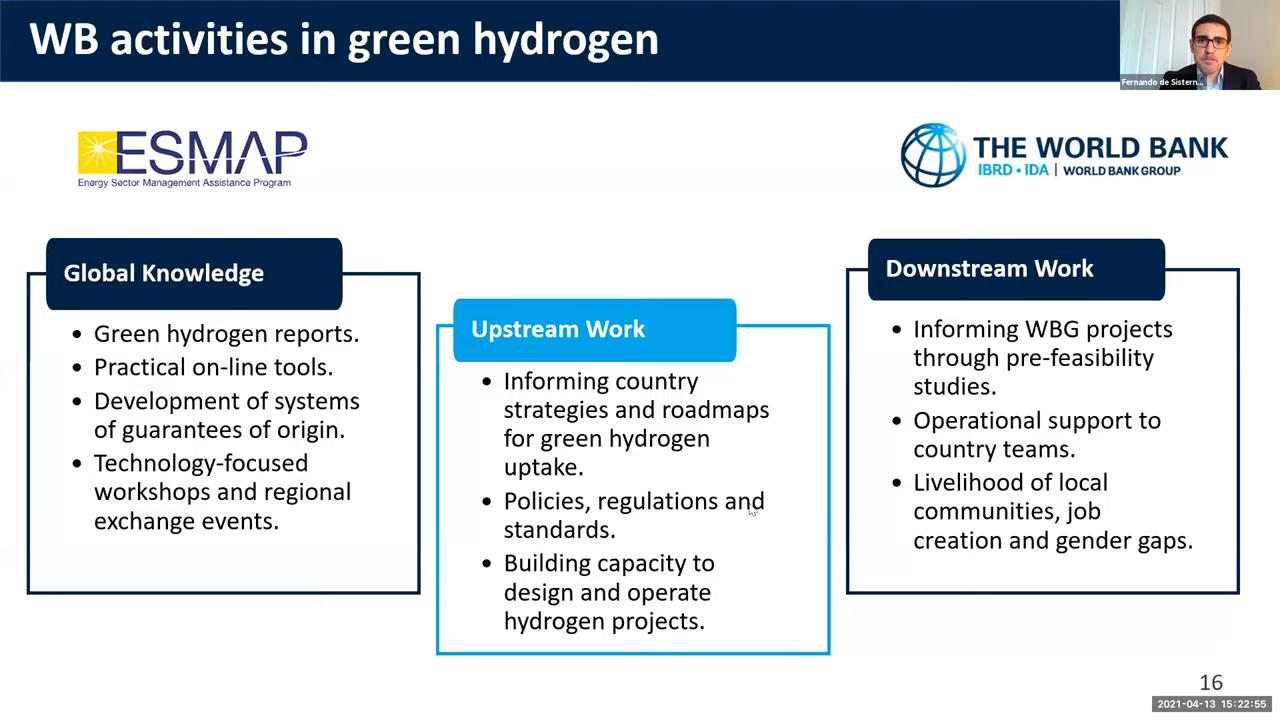 WB activities in green hydrogen
Fernando de Sistern...
ESMAP
Energy Sector Management Assistance Program
THE WORLD BANK
IBRD • IDA | WORLD BANK GROUP
Global Knowledge
• Green hydrogen reports.
• Practical on-line tools.
• Development of systems
of guarantees of origin.
• Technology-focused
workshops and regional
exchange events.
Upstream Work
• Informing country
strategies and roadmaps
for green hydrogen
uptake.
• Policies, regulations and
standards.
• Building capacity to
design and operate
hydrogen projects.
Downstream Work
• Informing WBG projects
through pre-feasibility
studies.
• Operational support to
country teams.
• Livelihood of local
communities, job
creation and gender gaps.
16
2021-04-13 15:22:55